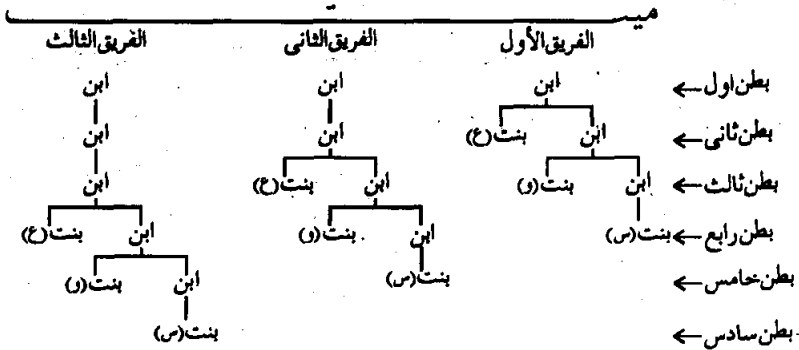 ميت
الفريق الأول الفريق الثانى الفريق الثالث
بطن اول ← ابن ابن ابن
بطن ثانى ← ابن بنت (ع) ابن ابن
بطن ثالث ← ابن بنت (و) ابن بنت (ع) ابن
بطن رابع ← بنت (س) ابن بنت (و) ابن بنت (ع)
بطن خامس ← بنت (س) ابن بنت (و)
بطن سادس ← بنت (س)